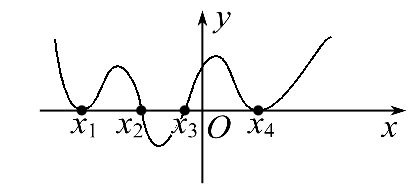 y
x₁ x₂ x₃ O x₄ x